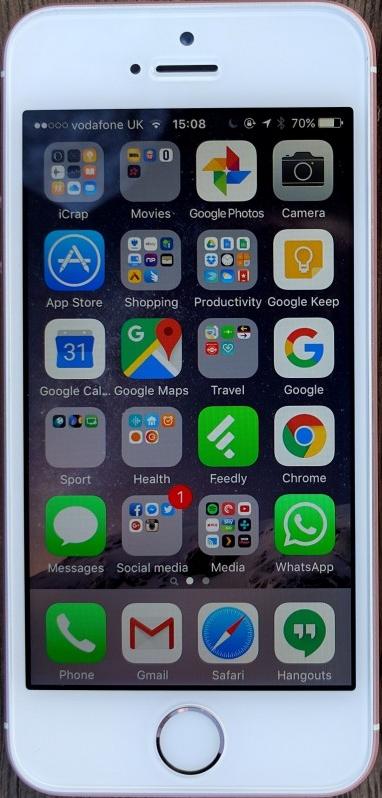 vodafone UK 15:08 70%
iCrap Movies Google Photos Camera
App Store Shopping Productivity Google Keep
31 G
Google Cal... Google Maps Travel Google
Sport Health Feedly Chrome
1
Messages Social media Media WhatsApp
Phone Gmail Safari Hangouts